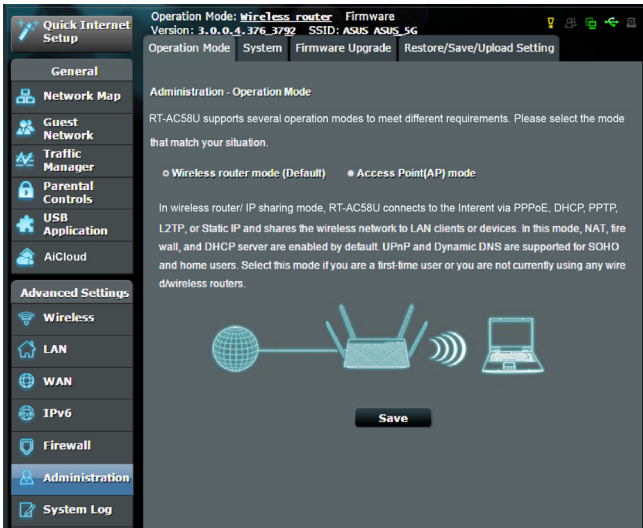 Quick Internet
Setup
Operation Mode: Wireless router Firmware
Version: 3.0.0.4.376_3792 SSID: ASUS ASUS_5G
Operation Mode System Firmware Upgrade Restore/Save/Upload Setting
General
Network Map
Guest
Network
Traffic
Manager
Parental
Controls
USB
Application
AiCloud
Advanced Settings
Wireless
LAN
WAN
IPv6
Firewall
Administration
System Log
Administration - Operation Mode
RT-AC58U supports several operation modes to meet different requirements. Please select the mode
that match your situation.
Wireless router mode (Default) Access Point(AP) mode
In wireless router/ IP sharing mode, RT-AC58U connects to the Interent via PPPoE, DHCP, PPTP,
L2TP, or Static IP and shares the wireless network to LAN clients or devices. In this mode, NAT, fire
wall, and DHCP server are enabled by default. UPnP and Dynamic DNS are supported for SOHO
and home users. Select this mode if you are a first-time user or you are not currently using any wire
d/wireless routers.
Save